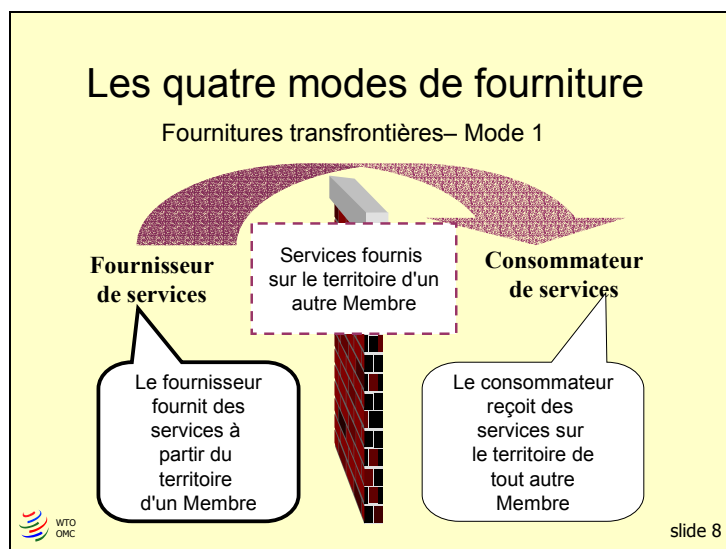 Les quatre modes de fourniture
Fournitures transfrontières– Mode 1
Fournisseur
de services
Services fournis
sur le territoire d'un
autre Membre
Consommateur
de services
Le fournisseur
fournit des
services à
partir du
territoire
d'un Membre
Le consommateur
reçoit des
services sur
le territoire de
tout autre
Membre
WTO
OMC
slide 8